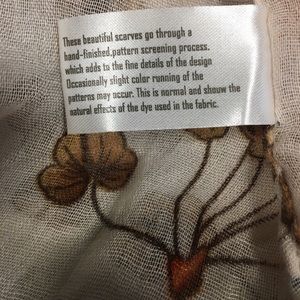 These beautiful scarves go through a
hand-finished,pattern screening process.
which adds to the fine details of the design
Occasionally slight color running of the
patterns may occur. This is normal and shouw the
natural effects of the dye used in the fabric.